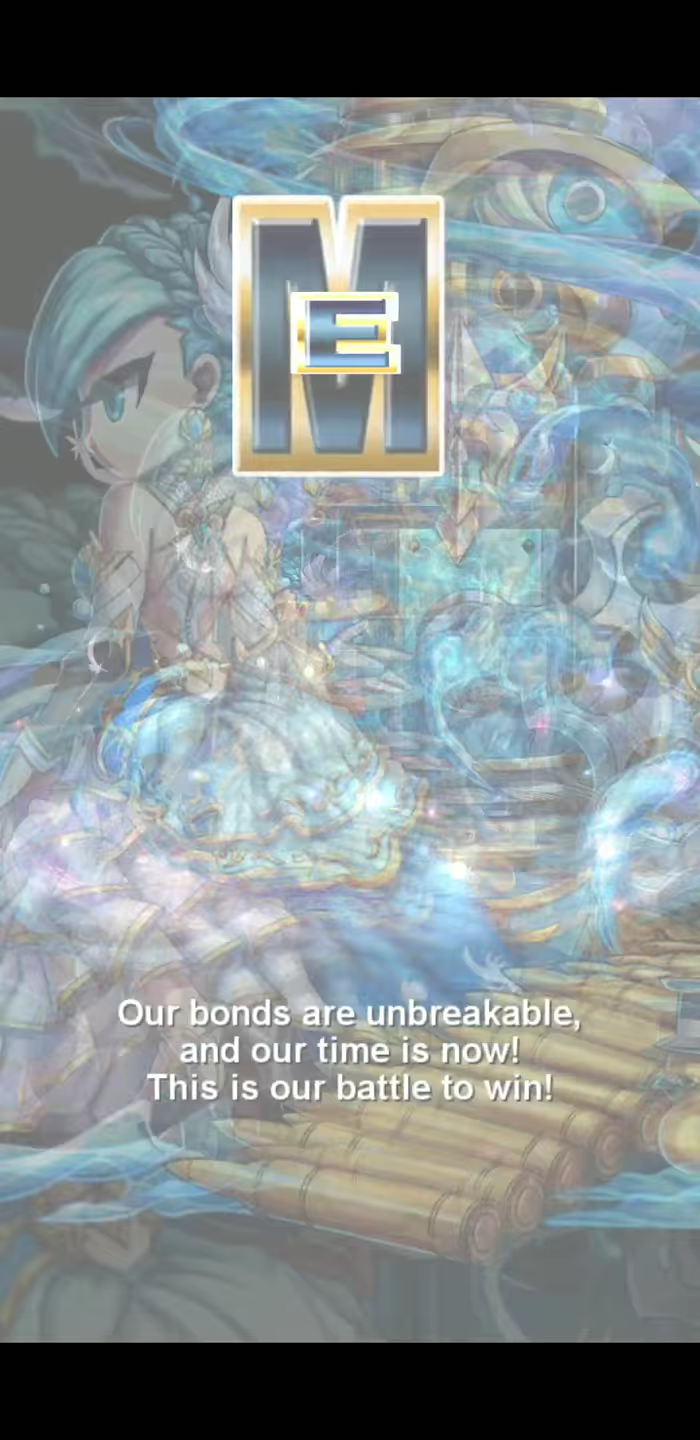 M
E
Our bonds are unbreakable,
and our time is now!
This is our battle to win!